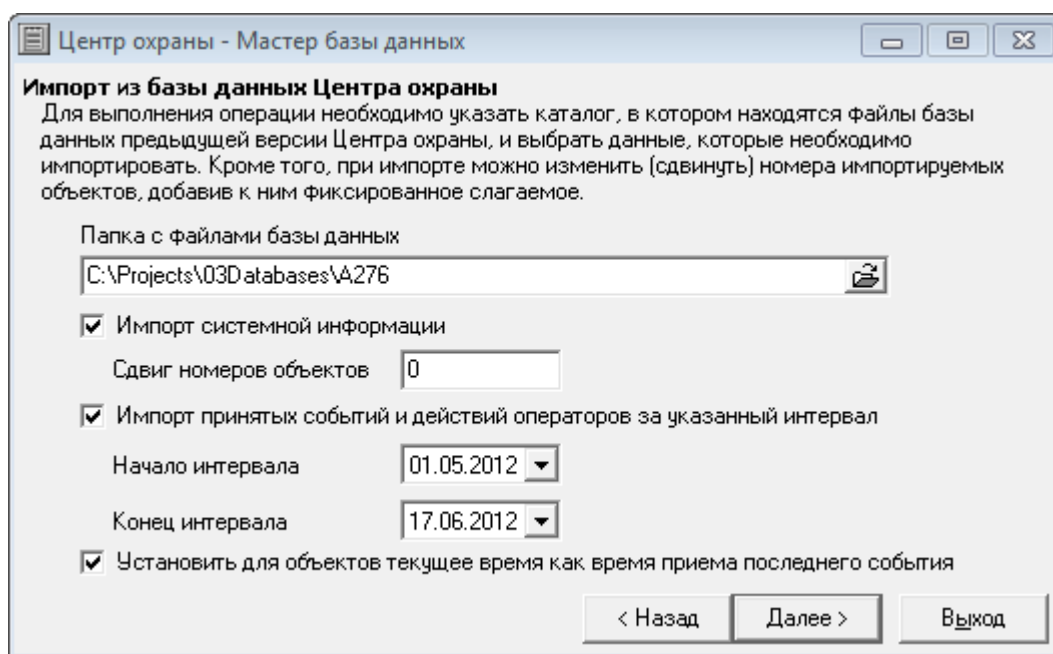 Центр охраны - Мастер базы данных
Импорт из базы данных Центра охраны
Для выполнения операции необходимо указать каталог, в котором находятся файлы базы
данных предыдущей версии Центра охраны, и выбрать данные, которые необходимо
импортировать. Кроме того, при импорте можно изменить (сдвинуть) номера импортируемых
объектов, добавив к ним фиксированное слагаемое.
Папка с файлами базы данных
C:\Projects\03Databases\A276
Импорт системной информации
Сдвиг номеров объектов 0
Импорт принятых событий и действий операторов за указанный интервал
Начало интервала 01.05.2012
Конец интервала 17.06.2012
Установить для объектов текущее время как время приема последнего события
< Назад Далее > Выход